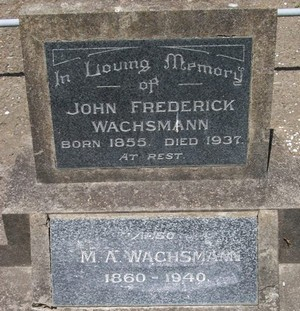 In Loving Memory
of
JOHN FREDERICK
WACHSMANN
BORN 1855. DIED 1937.
AT REST.
ALSO
M. A. WACHSMANN
1860 - 1940.